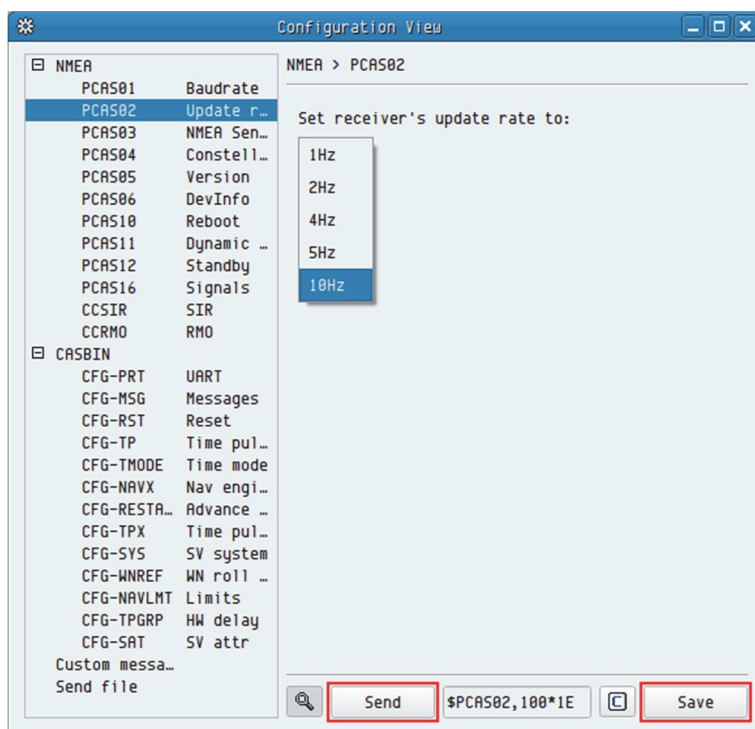 Configuration View
NMEA
PCAS01 Baudrate
PCAS02 Update r…
PCAS03 NMEA Sen…
PCAS04 Constell…
PCAS05 Version
PCAS06 DevInfo
PCAS10 Reboot
PCAS11 Dynamic …
PCAS12 Standby
PCAS16 Signals
CCSIR SIR
CCRMO RMO
CASBIN
CFG-PRT UART
CFG-MSG Messages
CFG-RST Reset
CFG-TP Time pul…
CFG-TMODE Time mode
CFG-NAVX Nav engi…
CFG-RESTA… Advance …
CFG-TPX Time pul…
CFG-SYS SV system
CFG-WNREF WN roll …
CFG-NAVLMT Limits
CFG-TPGRP HW delay
CFG-SAT SV attr
Custom messa…
Send file
NMEA > PCAS02
Set receiver's update rate to:
1Hz
2Hz
4Hz
5Hz
10Hz
Send $PCAS02,100*1E C Save